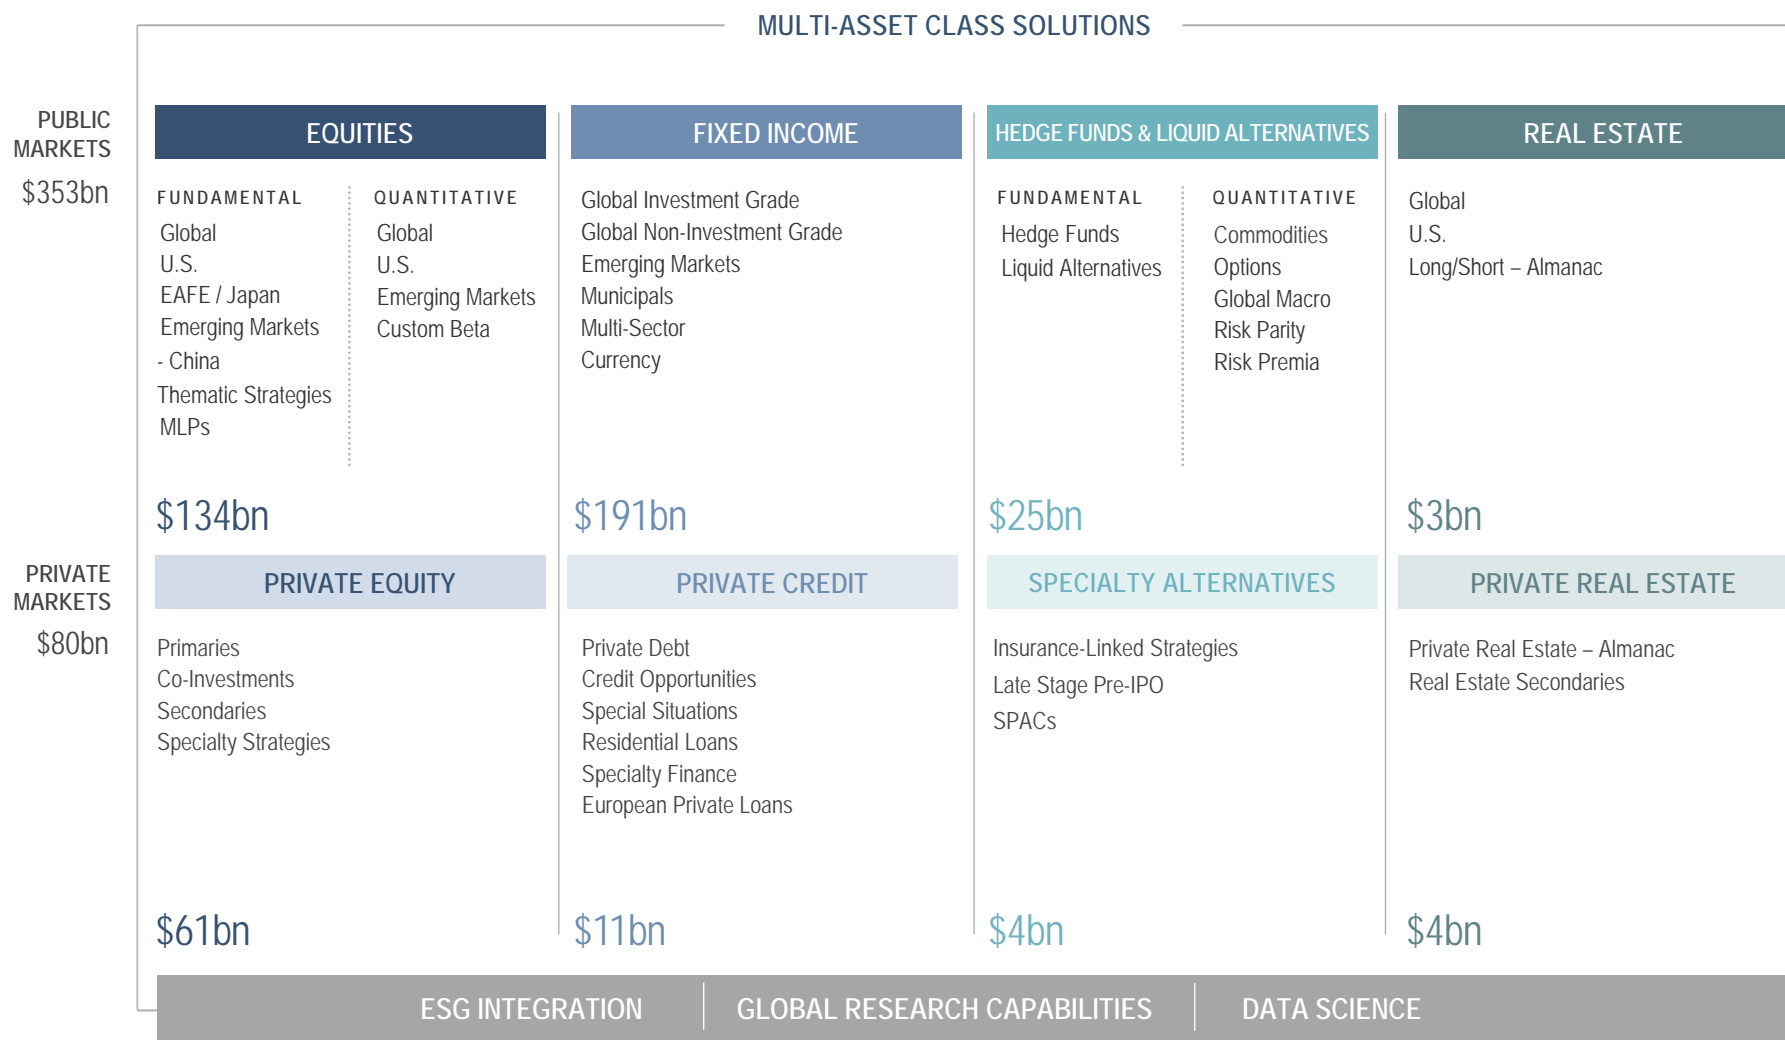 MULTI-ASSET CLASS SOLUTIONS
PUBLIC
MARKETS
$353bn
EQUITIES
FUNDAMENTAL
Global
U.S.
EAFE / Japan
Emerging Markets
- China
Thematic Strategies
MLPs
QUANTITATIVE
Global
U.S.
Emerging Markets
Custom Beta
$134bn
FIXED INCOME
Global Investment Grade
Global Non-Investment Grade
Emerging Markets
Municipals
Multi-Sector
Currency
$191bn
HEDGE FUNDS & LIQUID ALTERNATIVES
FUNDAMENTAL
Hedge Funds
Liquid Alternatives
QUANTITATIVE
Commodities
Options
Global Macro
Risk Parity
Risk Premia
$25bn
REAL ESTATE
Global
U.S.
Long/Short – Almanac
$3bn
PRIVATE
MARKETS
$80bn
PRIVATE EQUITY
Primaries
Co-Investments
Secondaries
Specialty Strategies
$61bn
PRIVATE CREDIT
Private Debt
Credit Opportunities
Special Situations
Residential Loans
Specialty Finance
European Private Loans
$11bn
SPECIALTY ALTERNATIVES
Insurance-Linked Strategies
Late Stage Pre-IPO
SPACs
$4bn
PRIVATE REAL ESTATE
Private Real Estate – Almanac
Real Estate Secondaries
$4bn
ESG INTEGRATION
GLOBAL RESEARCH CAPABILITIES
DATA SCIENCE